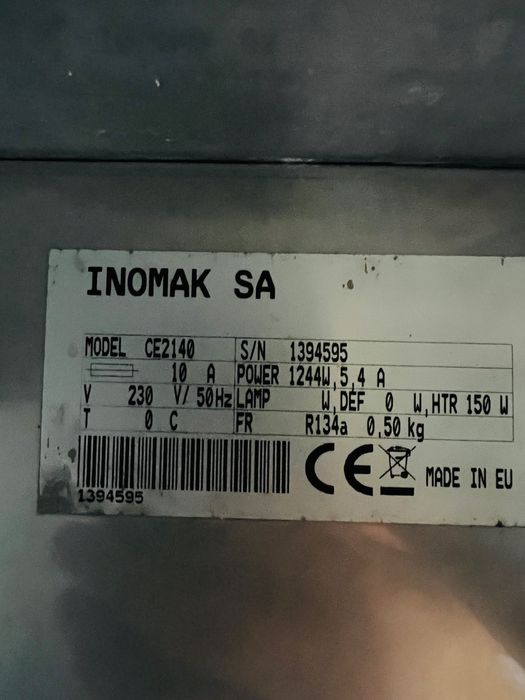 INOMAK SA
MODEL CE2140 S/N 1394595
10 A POWER 1244W,5,4 A
V 230 V/ 50Hz LAMP W,DEF 0 W,HTR 150 W
T 0 C FR R134a 0,50 kg
1394595 CE MADE IN EU